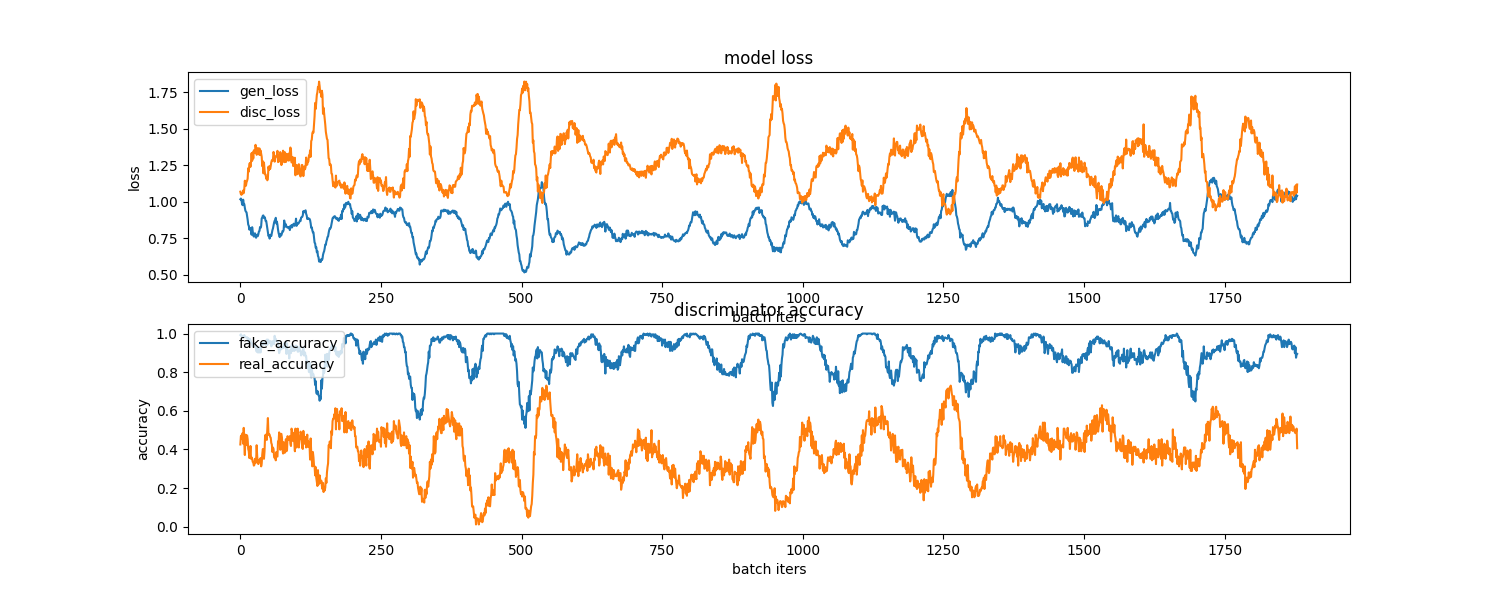 model loss
gen_loss
disc_loss
1.75
1.50
1.25
1.00
0.75
0.50
loss
0 250 500 750 1000 1250 1500 1750
batch iters
discriminator accuracy
fake_accuracy
real_accuracy
1.0
0.8
0.6
0.4
0.2
0.0
accuracy
0 250 500 750 1000 1250 1500 1750
batch iters